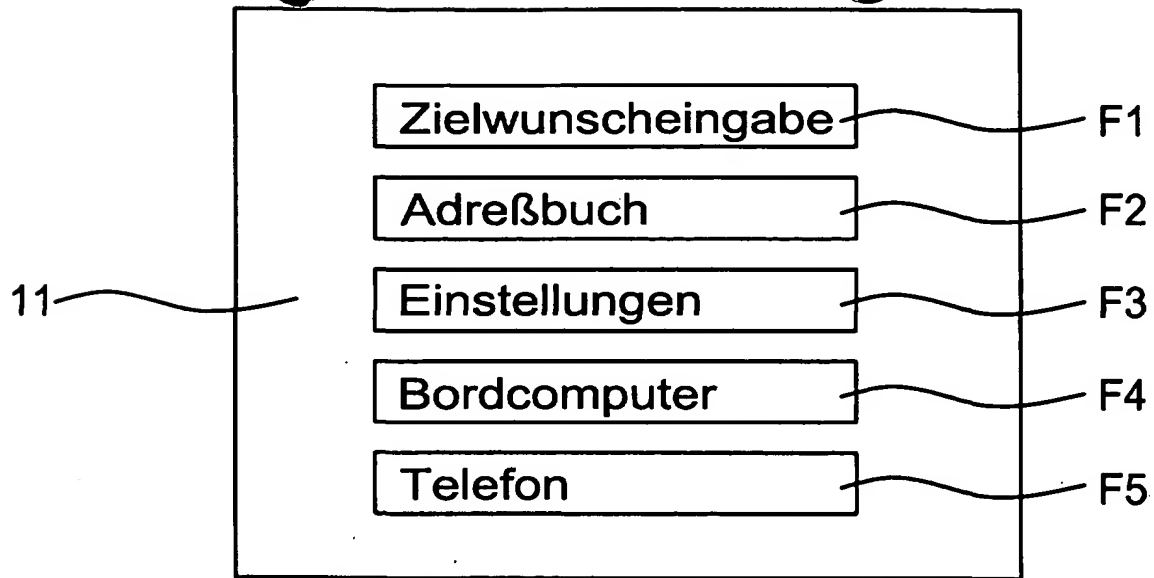 Zielwunscheingabe F1
Adreßbuch F2
11 Einstellungen F3
Bordcomputer F4
Telefon F5